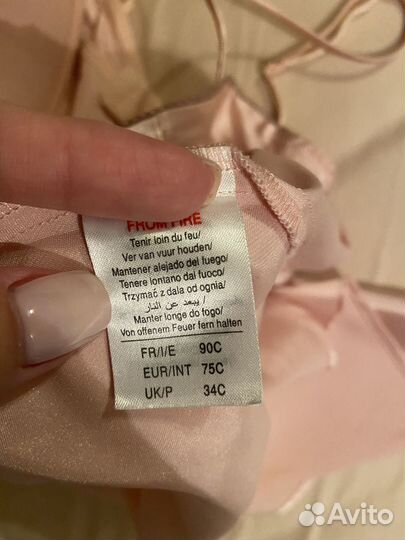 FROM FIRE
Tenir loin du feu/
Ver van vuur houden/
Mantener alejado del fuego/
Tenere lontano dal fuoco/
Trzymać z dala od ognia/
يبعد عن النار/
Manter longe do fogo/
Von offenem Feuer fern halten
FR/I/E 90C
EUR/INT 75C
UK/P 34C
Avito